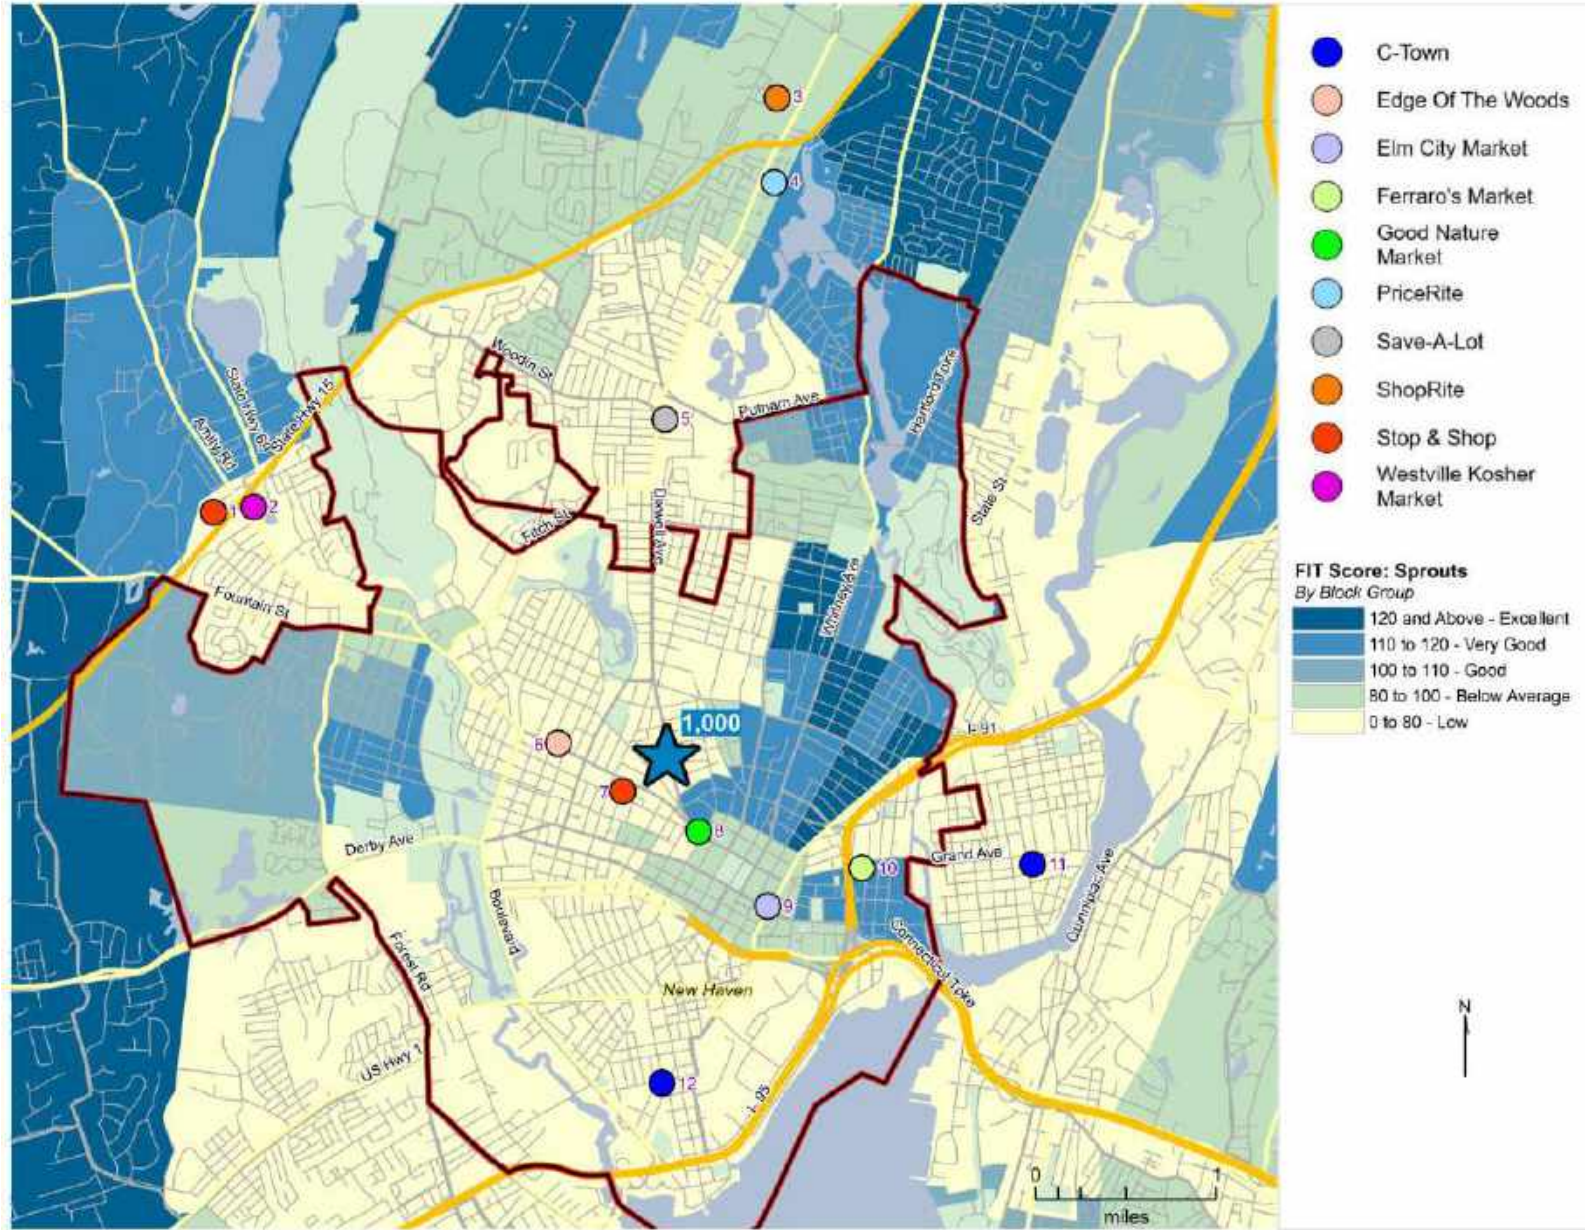 C-Town
Edge Of The Woods
Elm City Market
Ferraro's Market
Good Nature
Market
PriceRite
Save-A-Lot
ShopRite
Stop & Shop
Westville Kosher
Market
FIT Score: Sprouts
By Block Group
120 and Above - Excellent
110 to 120 - Very Good
100 to 110 - Good
80 to 100 - Below Average
0 to 80 - Low
3
4
Woodin St
Hartford Tpke
State Hwy 15
Putnam Ave
5
Amity Rd
1
2
State St
Dixwell Ave
Fitch St
Fountain St
Whitney Ave
1,000
I- 91
6
7
8
Derby Ave
Grand Ave
10
11
Boulevard
9
Quinnipiac Ave
Forest Rd
Connecticut Tpke
New Haven
US Hwy 1
12
I- 95
N
0
1
miles